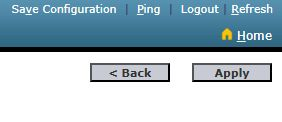 Save Configuration | Ping | Logout | Refresh
Home
< Back Apply